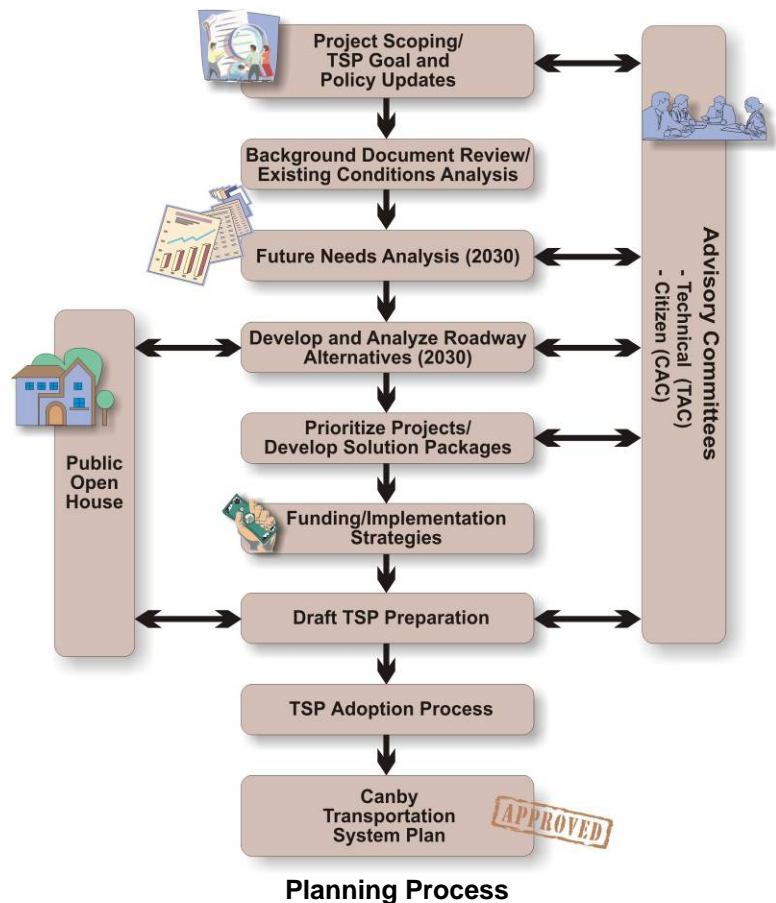 Project Scoping/
TSP Goal and
Policy Updates
Background Document Review/
Existing Conditions Analysis
Future Needs Analysis (2030)
Develop and Analyze Roadway
Alternatives (2030)
Prioritize Projects/
Develop Solution Packages
Funding/Implementation
Strategies
Draft TSP Preparation
TSP Adoption Process
Canby
Transportation
System Plan
APPROVED
Public
Open
House
Advisory Committees
- Technical (TAC)
- Citizen (CAC)
Planning Process